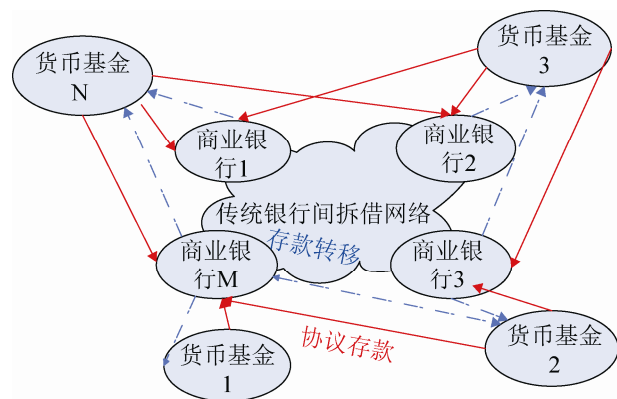 货币基金
N
货币基金
3
商业银
行1
商业银
行2
传统银行间拆借网络
存款转移
商业银
行M
商业银
行3
协议存款
货币基金
1
货币基金
2